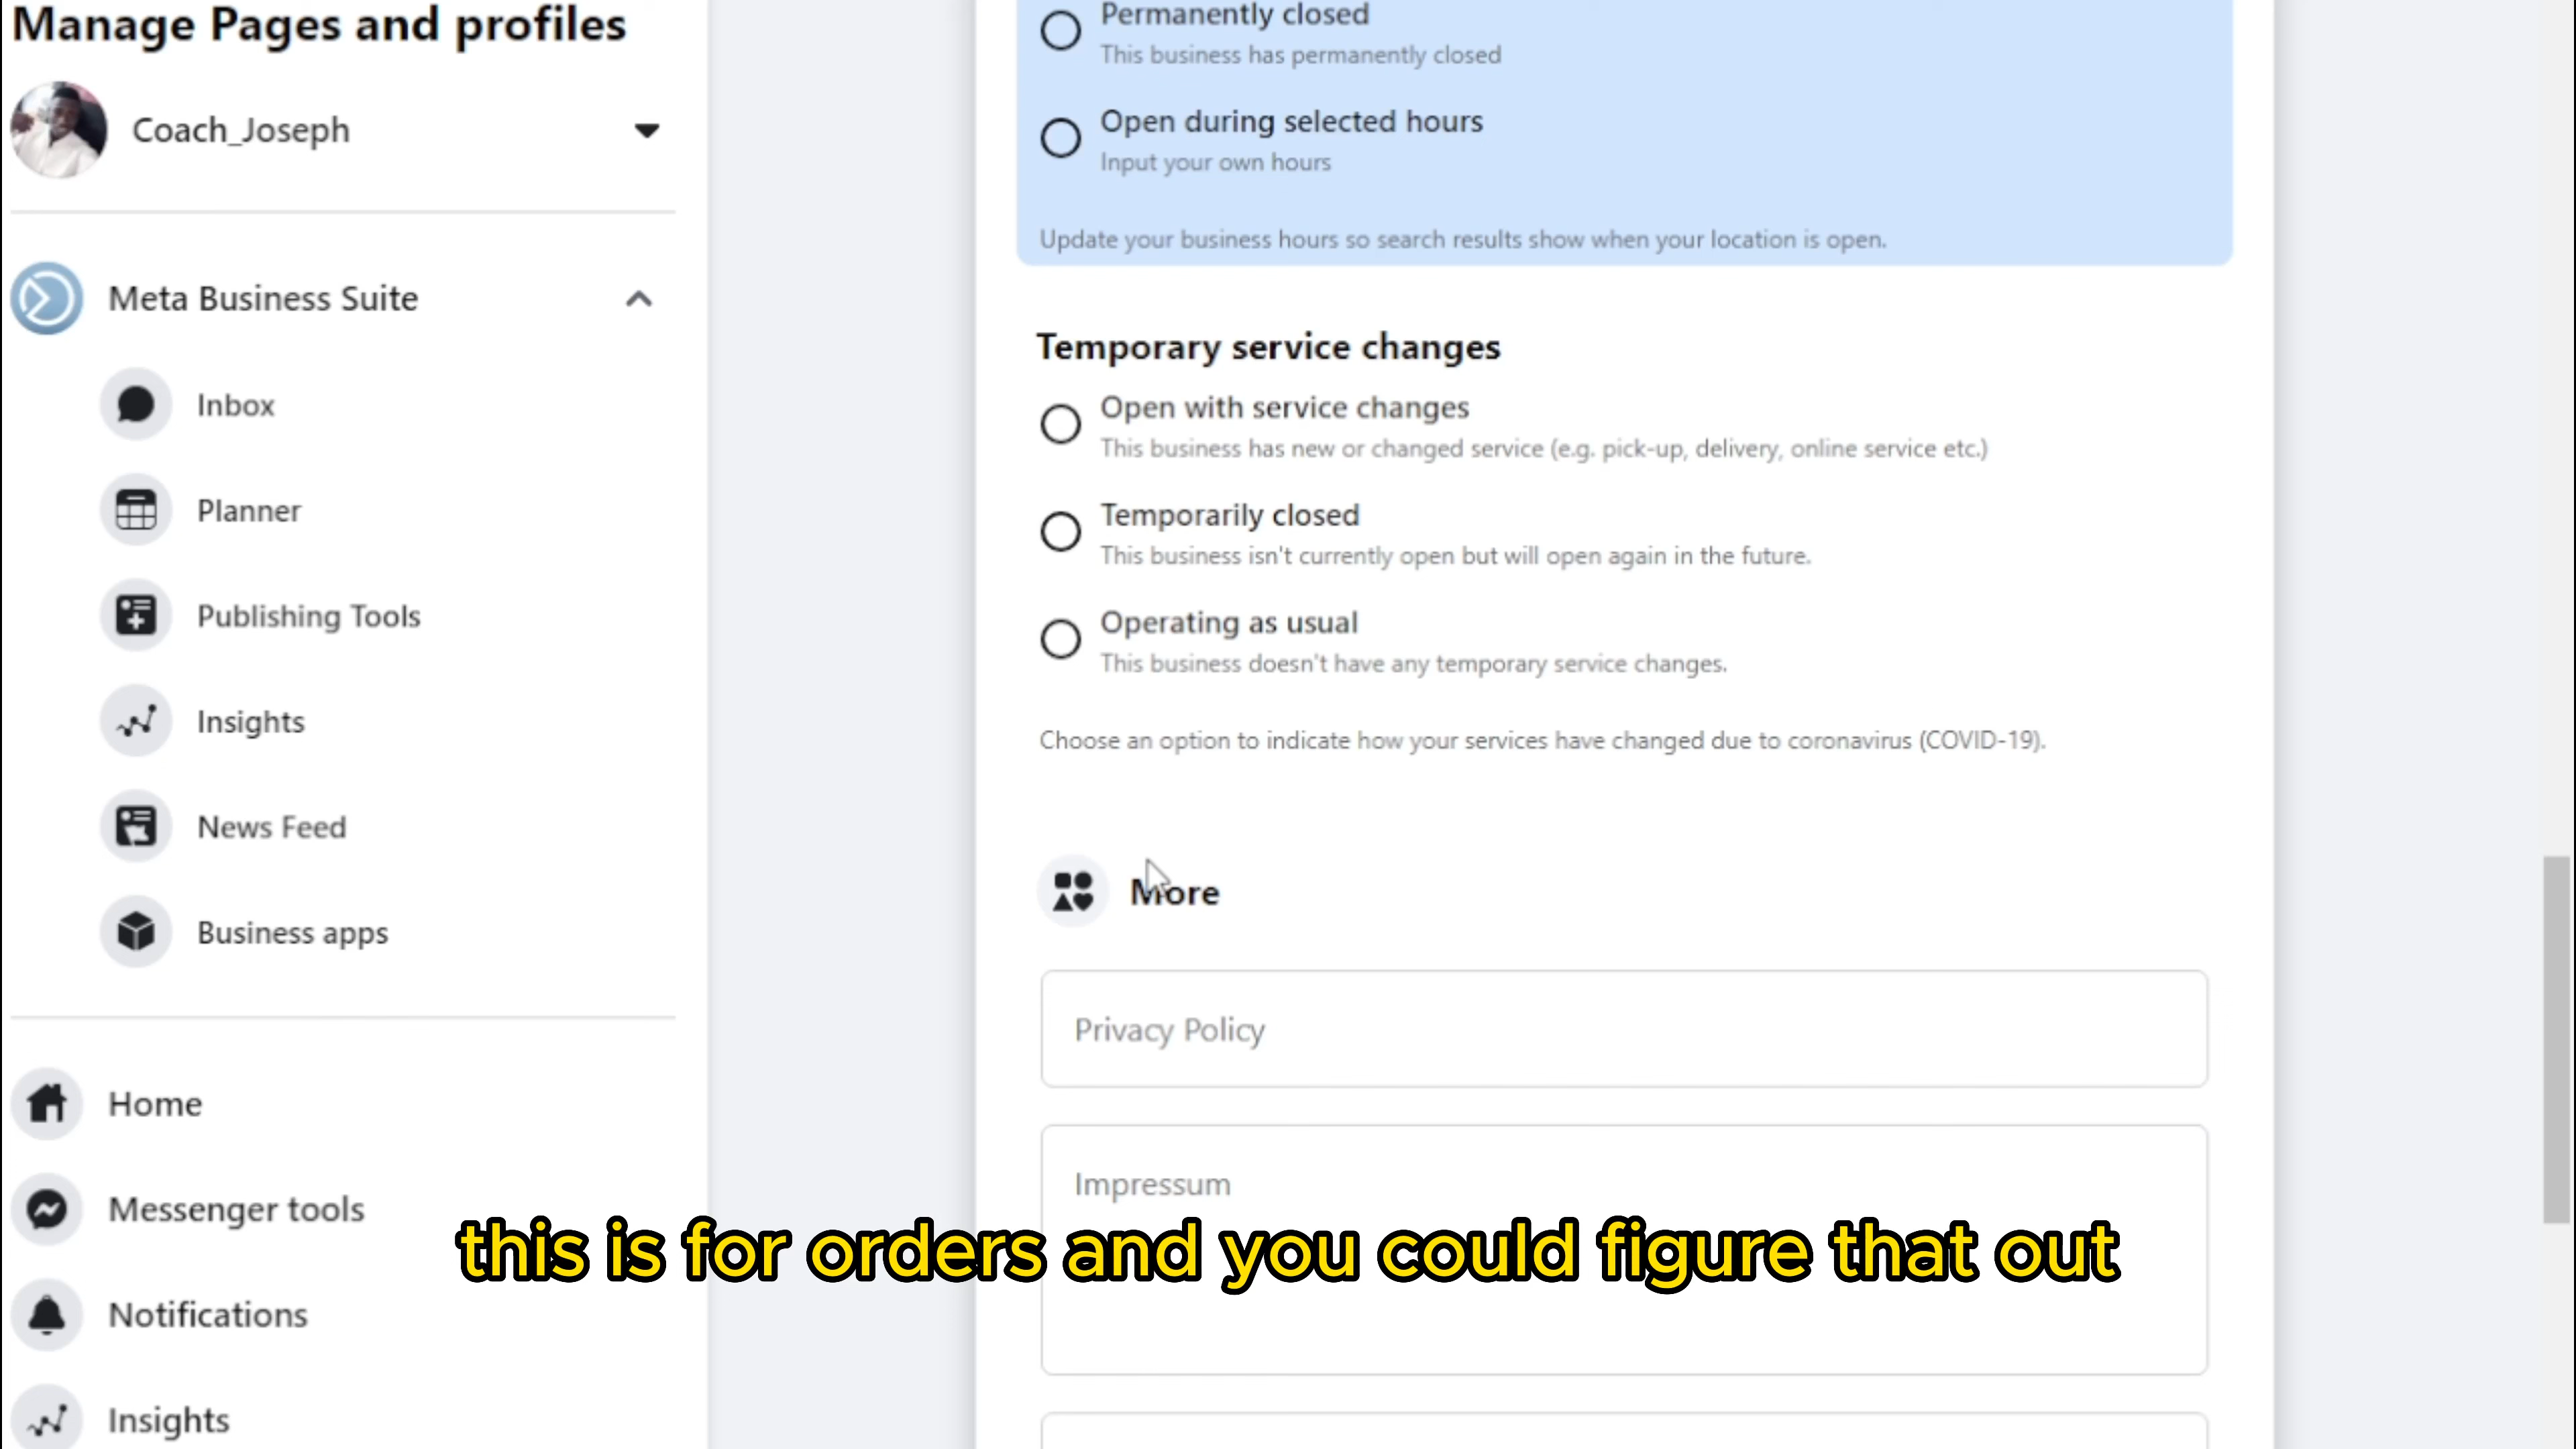 Manage Pages and profiles
Coach_Joseph
Meta Business Suite
Inbox
Planner
Publishing Tools
Insights
News Feed
Business apps
Home
Messenger tools
Notifications
Insights
Permanently closed
This business has permanently closed
Open during selected hours
Input your own hours
Update your business hours so search results show when your location is open.
Temporary service changes
Open with service changes
This business has new or changed service (e.g. pick-up, delivery, online service etc.)
Temporarily closed
This business isn't currently open but will open again in the future.
Operating as usual
This business doesn't have any temporary service changes.
Choose an option to indicate how your services have changed due to coronavirus (COVID-19).
More
Privacy Policy
Impressum
this is for orders and you could figure that out